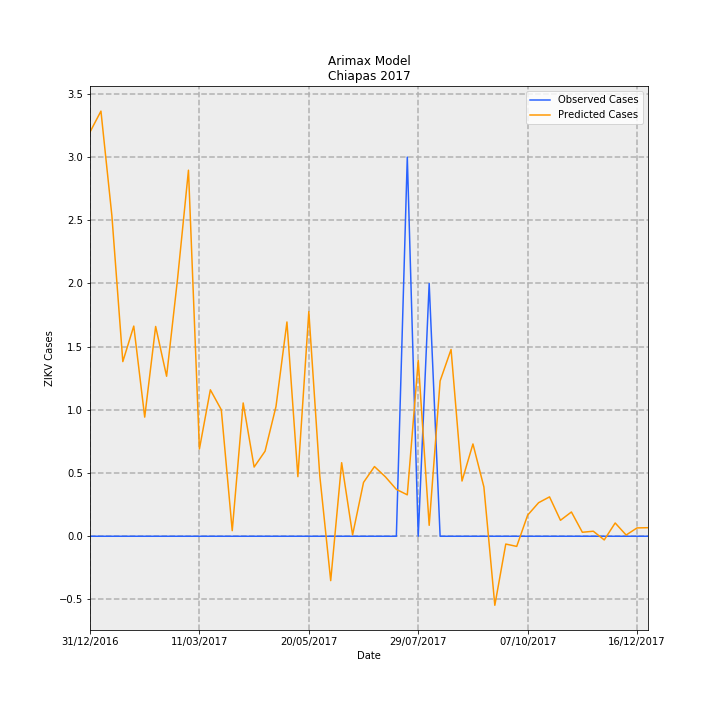 Arimax Model
Chiapas 2017
Observed Cases
Predicted Cases
3.5
3.0
2.5
2.0
1.5
1.0
0.5
0.0
−0.5
ZIKV Cases
31/12/2016 11/03/2017 20/05/2017 29/07/2017 07/10/2017 16/12/2017
Date